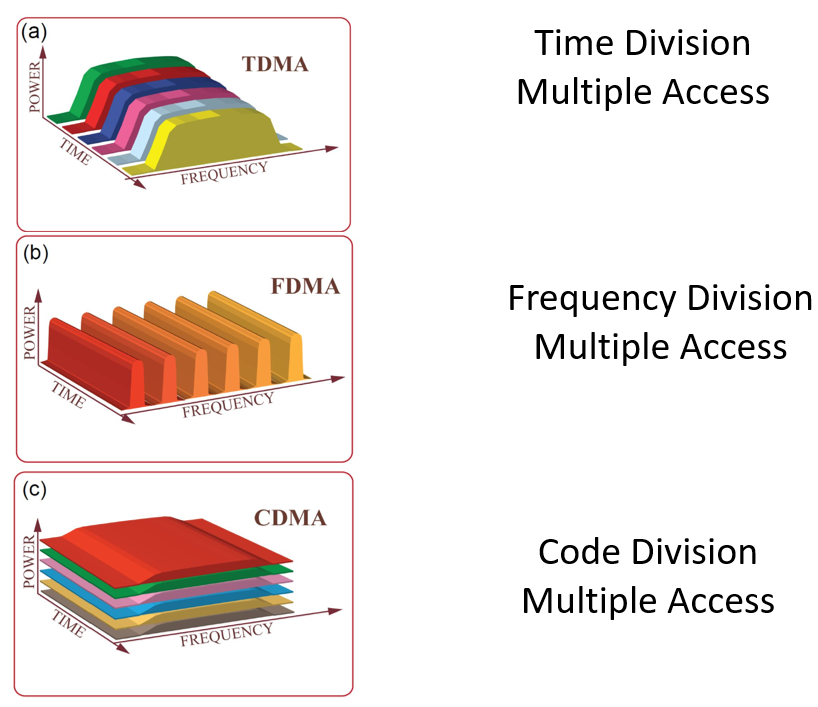 (a)
TDMA
POWER
TIME
FREQUENCY
Time Division
Multiple Access
(b)
FDMA
POWER
TIME
FREQUENCY
Frequency Division
Multiple Access
(c)
CDMA
POWER
TIME
FREQUENCY
Code Division
Multiple Access